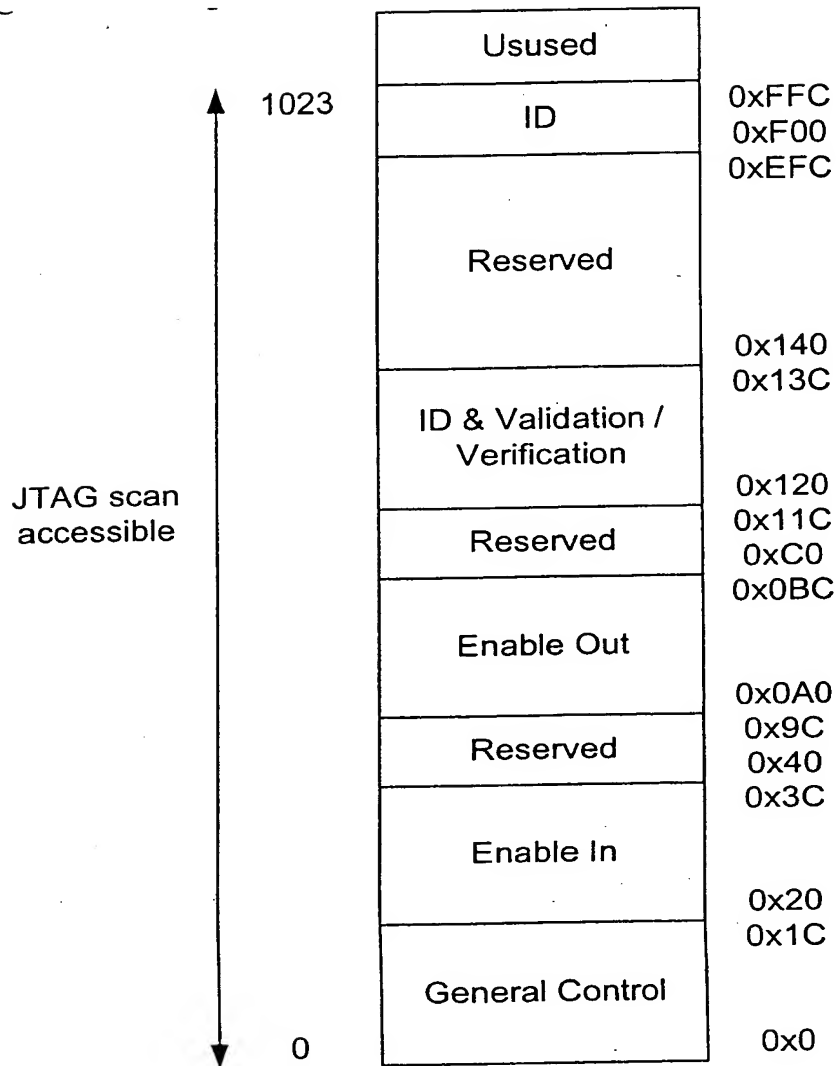 Usused
1023
ID
0xFFC
0xF00
0xEFC
Reserved
0x140
0x13C
ID & Validation /
Verification
JTAG scan
accessible
0x120
0x11C
Reserved
0xC0
0x0BC
Enable Out
0x0A0
0x9C
Reserved
0x40
0x3C
Enable In
0x20
0x1C
General Control
0
0x0